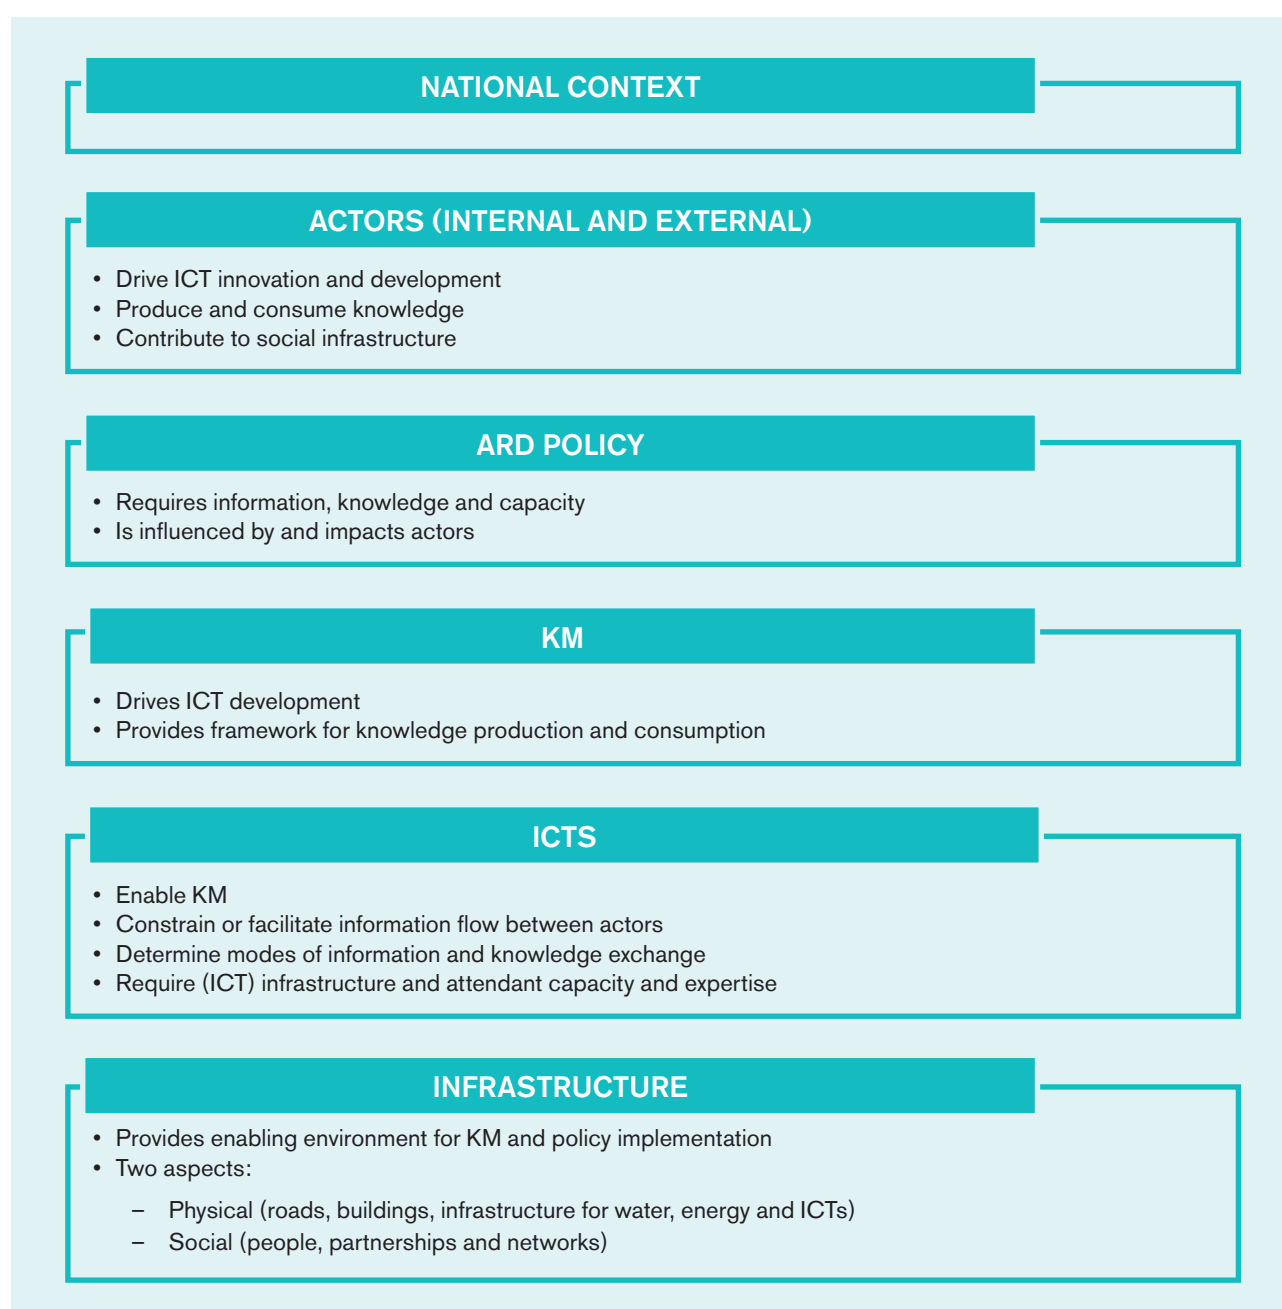 NATIONAL CONTEXT
ACTORS (INTERNAL AND EXTERNAL)
• Drive ICT innovation and development
• Produce and consume knowledge
• Contribute to social infrastructure
ARD POLICY
• Requires information, knowledge and capacity
• Is influenced by and impacts actors
KM
• Drives ICT development
• Provides framework for knowledge production and consumption
ICTS
• Enable KM
• Constrain or facilitate information flow between actors
• Determine modes of information and knowledge exchange
• Require (ICT) infrastructure and attendant capacity and expertise
INFRASTRUCTURE
• Provides enabling environment for KM and policy implementation
• Two aspects:
– Physical (roads, buildings, infrastructure for water, energy and ICTs)
– Social (people, partnerships and networks)